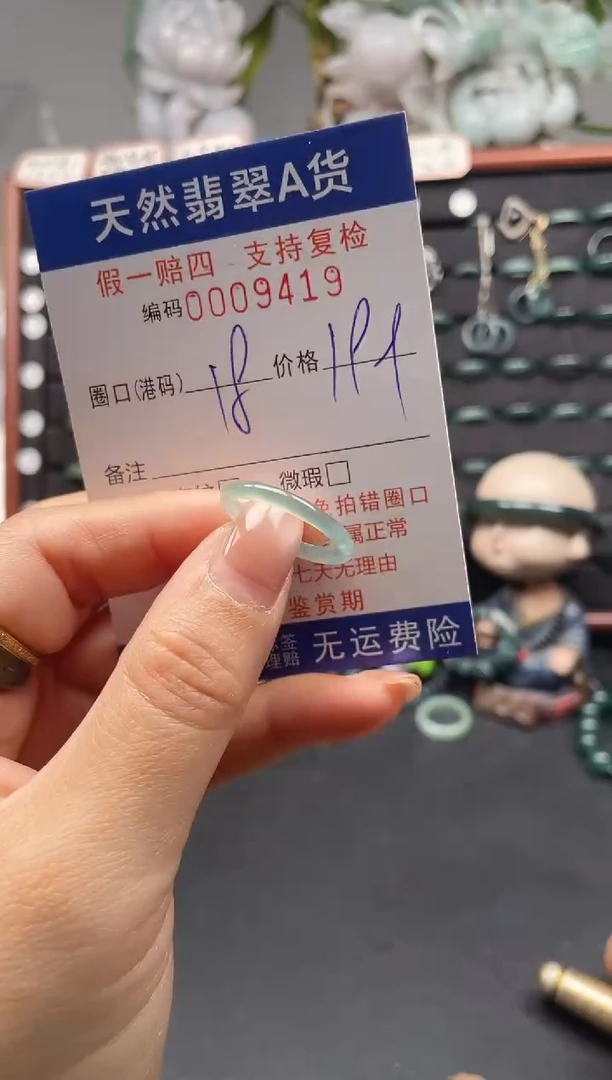 天然翡翠A货
假一赔四 支持复检
编码0009419
圈口(港码) 18 价格
备注
微瑕□
拍错圈口
属正常
七天无理由
鉴赏期
无运费险
理赔